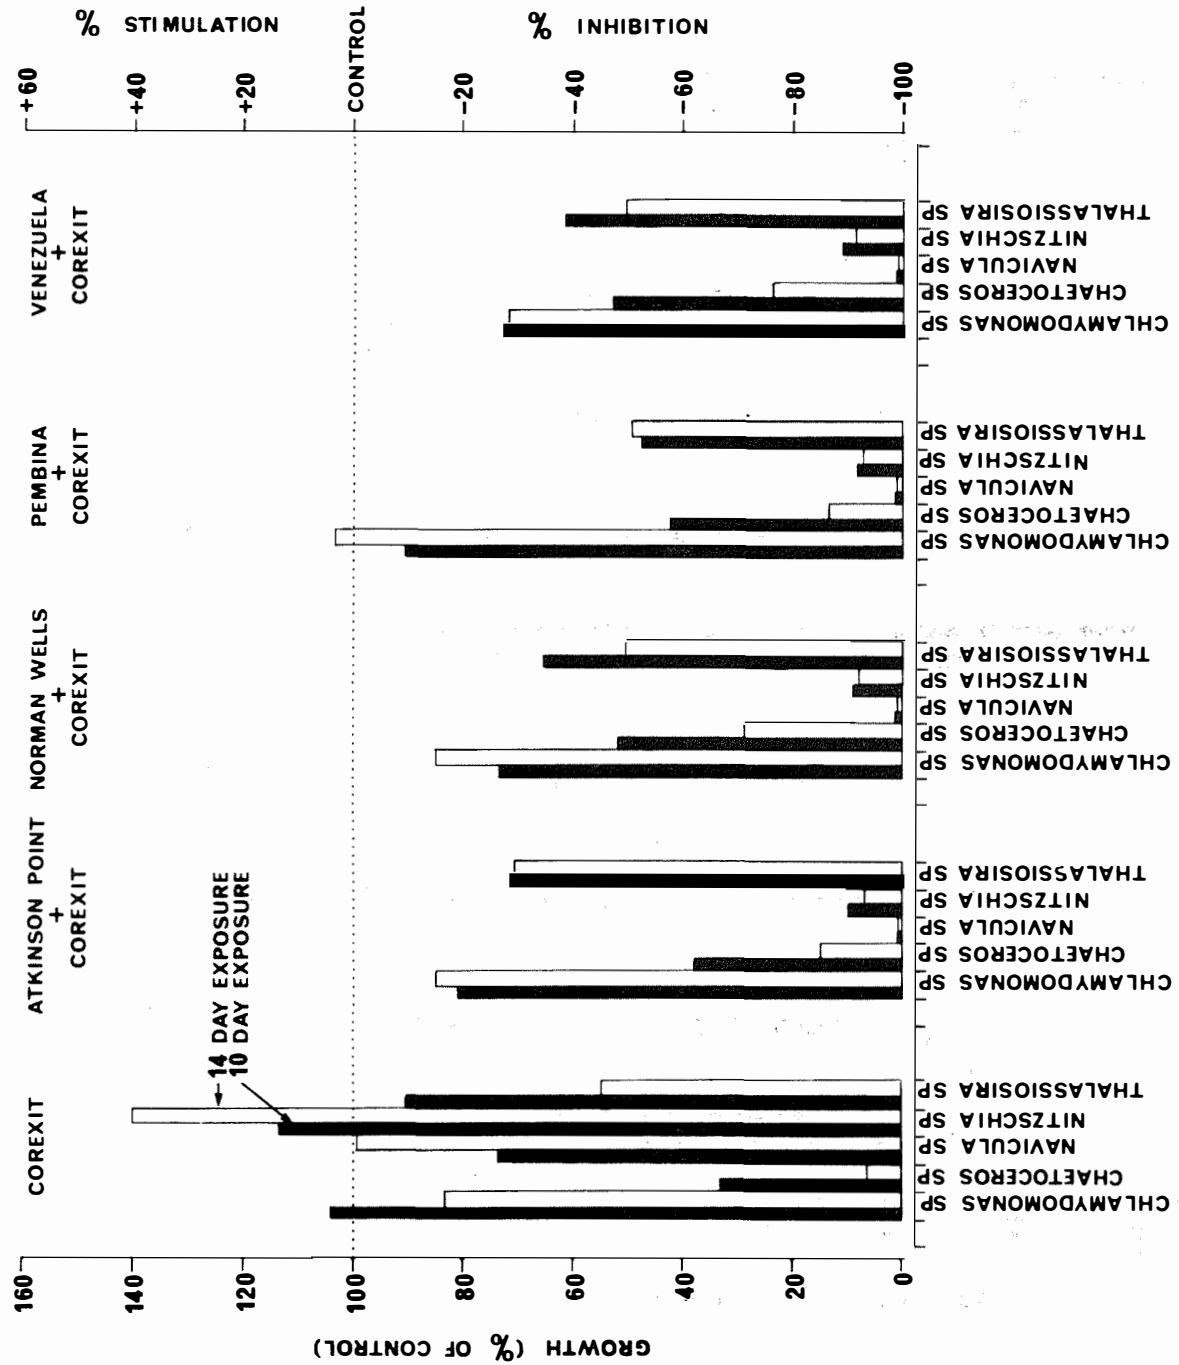 % STIMULATION
% INHIBITION
+60
+40
+20
CONTROL
-20
-40
-60
-80
-100
VENEZUELA
+
COREXIT
PEMBINA
+
COREXIT
NORMAN WELLS
+
COREXIT
ATKINSON POINT
+
COREXIT
COREXIT
14 DAY EXPOSURE
10 DAY EXPOSURE
THALASSIOSIRA SP
NITZSCHIA SP
NAVICULA SP
CHAETOCEROS SP
CHLAMYDOMONAS SP
THALASSIOSIRA SP
NITZSCHIA SP
NAVICULA SP
CHAETOCEROS SP
CHLAMYDOMONAS SP
THALASSIOSIRA SP
NITZSCHIA SP
NAVICULA SP
CHAETOCEROS SP
CHLAMYDOMONAS SP
THALASSIOSIRA SP
NITZSCHIA SP
NAVICULA SP
CHAETOCEROS SP
CHLAMYDOMONAS SP
THALASSIOSIRA SP
NITZSCHIA SP
NAVICULA SP
CHAETOCEROS SP
CHLAMYDOMONAS SP
160
140
120
100
80
60
40
20
0
GROWTH (% OF CONTROL)